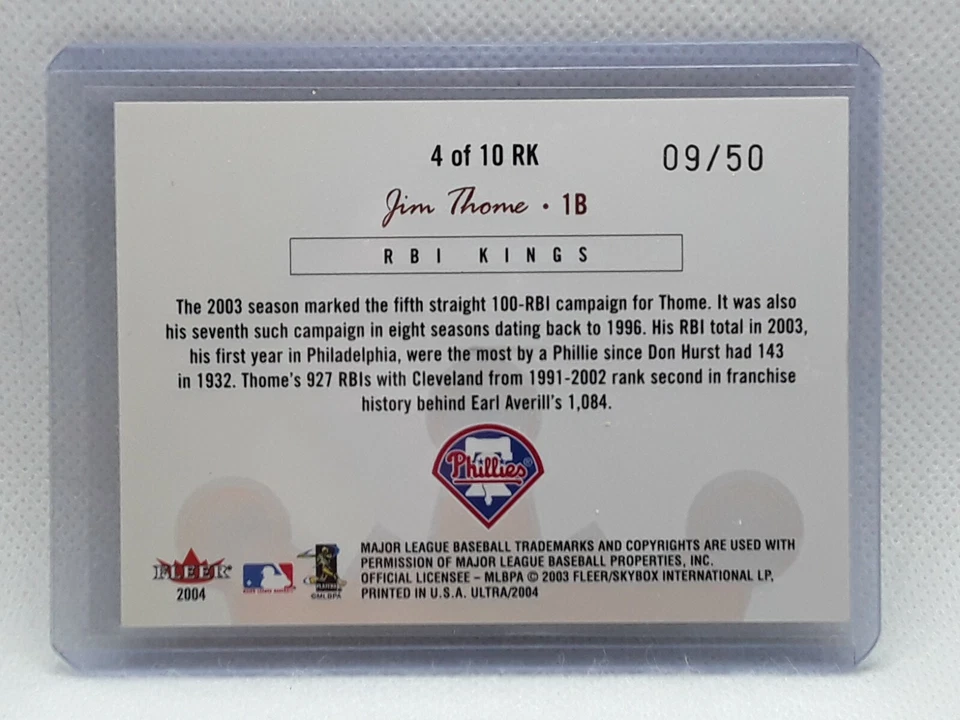 4 of 10 RK
09/50
Jim Thome • 1B
RBI KINGS
The 2003 season marked the fifth straight 100-RBI campaign for Thome. It was also
his seventh such campaign in eight seasons dating back to 1996. His RBI total in 2003,
his first year in Philadelphia, were the most by a Phillie since Don Hurst had 143
in 1932. Thome's 927 RBIs with Cleveland from 1991-2002 rank second in franchise
history behind Earl Averill's 1,084.
Phillies®
FLEER
2004
©MLBPA
MAJOR LEAGUE BASEBALL TRADEMARKS AND COPYRIGHTS ARE USED WITH
PERMISSION OF MAJOR LEAGUE BASEBALL PROPERTIES, INC.
OFFICIAL LICENSEE – MLBPA © 2003 FLEER/SKYBOX INTERNATIONAL LP,
PRINTED IN U.S.A. ULTRA/2004